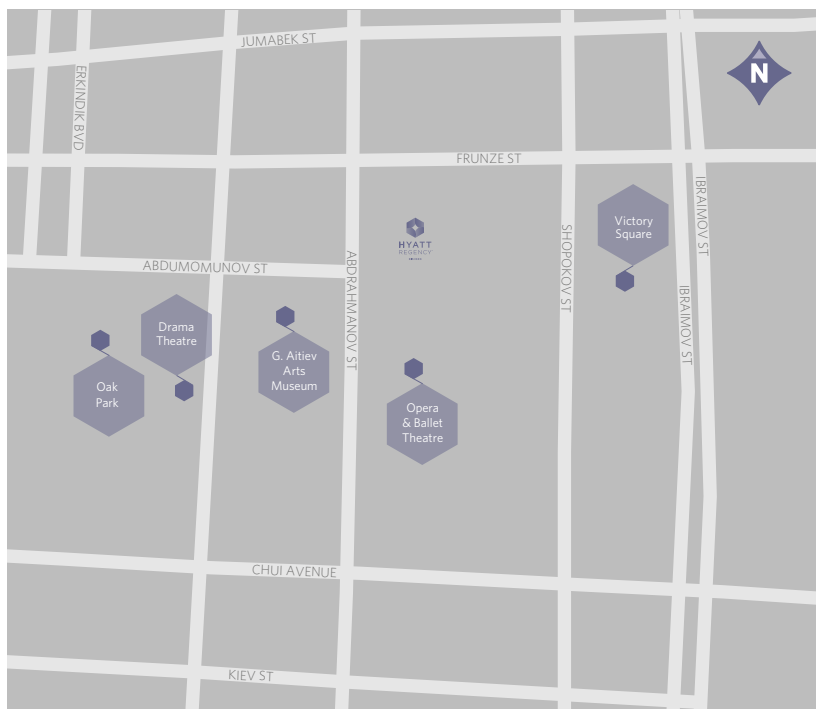 JUMABEK ST
N
ERKINDIK BVD
FRUNZE ST
IBRAIMOV ST
Victory
Square
HYATT
REGENCY
SHOPOKOV ST
ABDUMOMUNOV ST
ABDRAHMANOV ST
IBRAIMOV ST
Drama
Theatre
G. Aitiev
Arts
Museum
Oak
Park
Opera
& Ballet
Theatre
CHUI AVENUE
KIEV ST